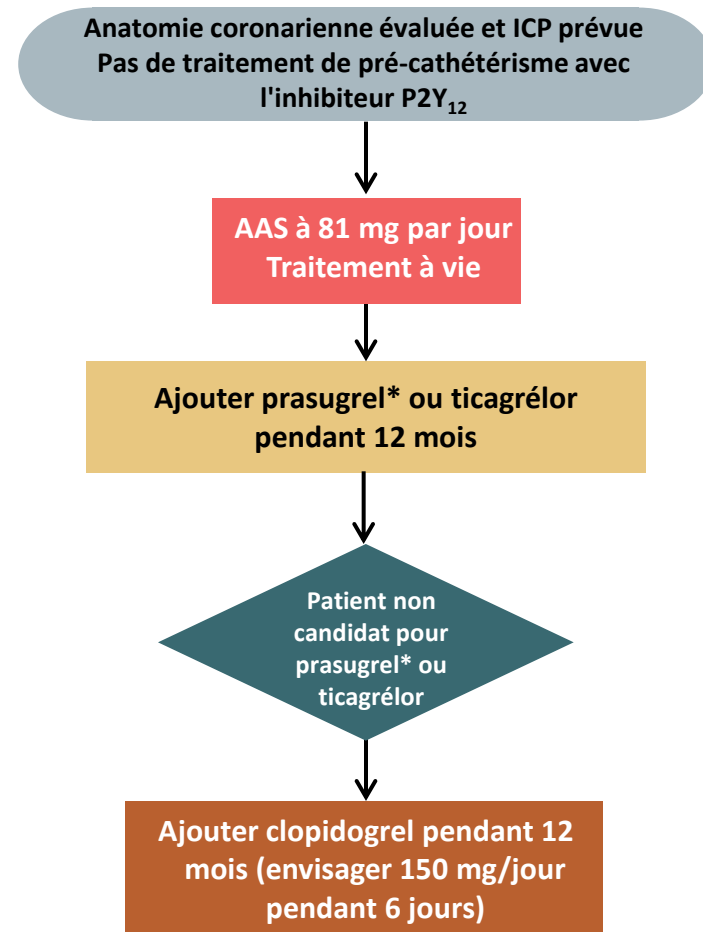 Anatomie coronarienne évaluée et ICP prévue
Pas de traitement de pré-cathétérisme avec
l'inhibiteur P2Y₁₂
AAS à 81 mg par jour
Traitement à vie
Ajouter prasugrel* ou ticagrélor
pendant 12 mois
Patient non
candidat pour
prasugrel* ou
ticagrélor
Ajouter clopidogrel pendant 12
mois (envisager 150 mg/jour
pendant 6 jours)